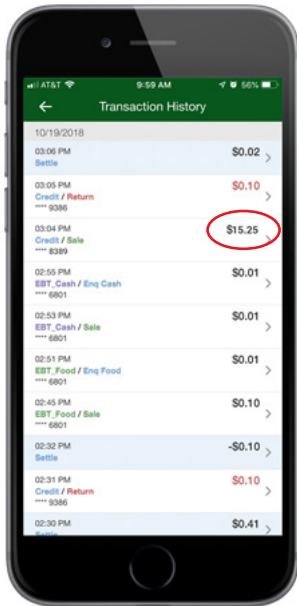 AT&T 9:59 AM 56%
Transaction History
10/19/2018
03:06 PM $0.02
Settle
03:05 PM $0.10
Credit / Return
**** 9386
03:04 PM $15.25
Credit / Sale
**** 8389
02:55 PM $0.01
EBT_Cash / Enq Cash
**** 6801
02:53 PM $0.01
EBT_Cash / Sale
**** 6801
02:51 PM $0.01
EBT_Food / Enq Food
**** 6801
02:45 PM $0.10
EBT_Food / Sale
**** 6801
02:32 PM -$0.10
Settle
02:31 PM $0.10
Credit / Return
**** 9386
02:30 PM $0.41
Settle